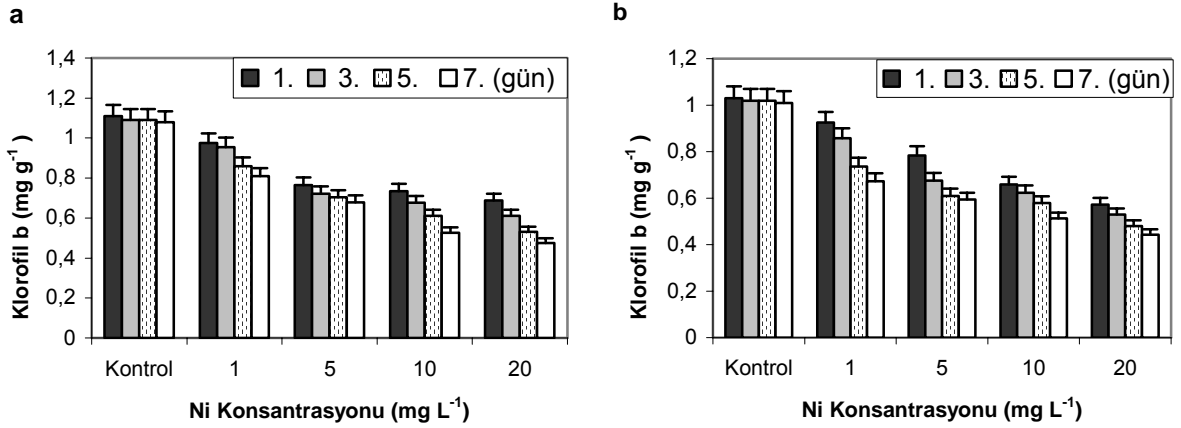 a
1,4
1,2
1
0,8
0,6
0,4
0,2
0
Klorofil b (mg g⁻¹ )
1. 3. 5. 7. (gün)
Kontrol 1 5 10 20
Ni Konsantrasyonu (mg L⁻¹)
b
1,2
1
0,8
0,6
0,4
0,2
0
Klorofil b (mg g⁻¹ )
1. 3. 5. 7. (gün)
Kontrol 1 5 10 20
Ni Konsantrasyonu (mg L⁻¹)